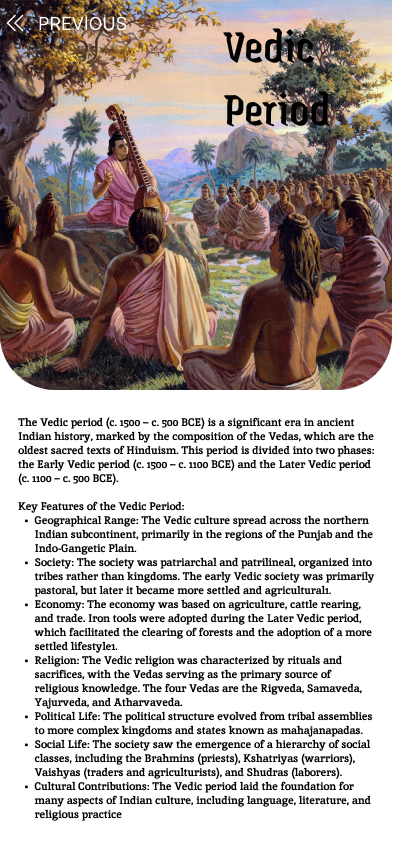 PREVIOUS
Vedic
Period
The Vedic period (c. 1500 – c. 500 BCE) is a significant era in ancient
Indian history, marked by the composition of the Vedas, which are the
oldest sacred texts of Hinduism. This period is divided into two phases:
the Early Vedic period (c. 1500 – c. 1100 BCE) and the Later Vedic period
(c. 1100 – c. 500 BCE).
Key Features of the Vedic Period:
• Geographical Range: The Vedic culture spread across the northern
Indian subcontinent, primarily in the regions of the Punjab and the
Indo-Gangetic Plain.
• Society: The society was patriarchal and patrilineal, organized into
tribes rather than kingdoms. The early Vedic society was primarily
pastoral, but later it became more settled and agricultural1.
• Economy: The economy was based on agriculture, cattle rearing,
and trade. Iron tools were adopted during the Later Vedic period,
which facilitated the clearing of forests and the adoption of a more
settled lifestyle1.
• Religion: The Vedic religion was characterized by rituals and
sacrifices, with the Vedas serving as the primary source of
religious knowledge. The four Vedas are the Rigveda, Samaveda,
Yajurveda, and Atharvaveda.
• Political Life: The political structure evolved from tribal assemblies
to more complex kingdoms and states known as mahajanapadas.
• Social Life: The society saw the emergence of a hierarchy of social
classes, including the Brahmins (priests), Kshatriyas (warriors),
Vaishyas (traders and agriculturists), and Shudras (laborers).
• Cultural Contributions: The Vedic period laid the foundation for
many aspects of Indian culture, including language, literature, and
religious practice